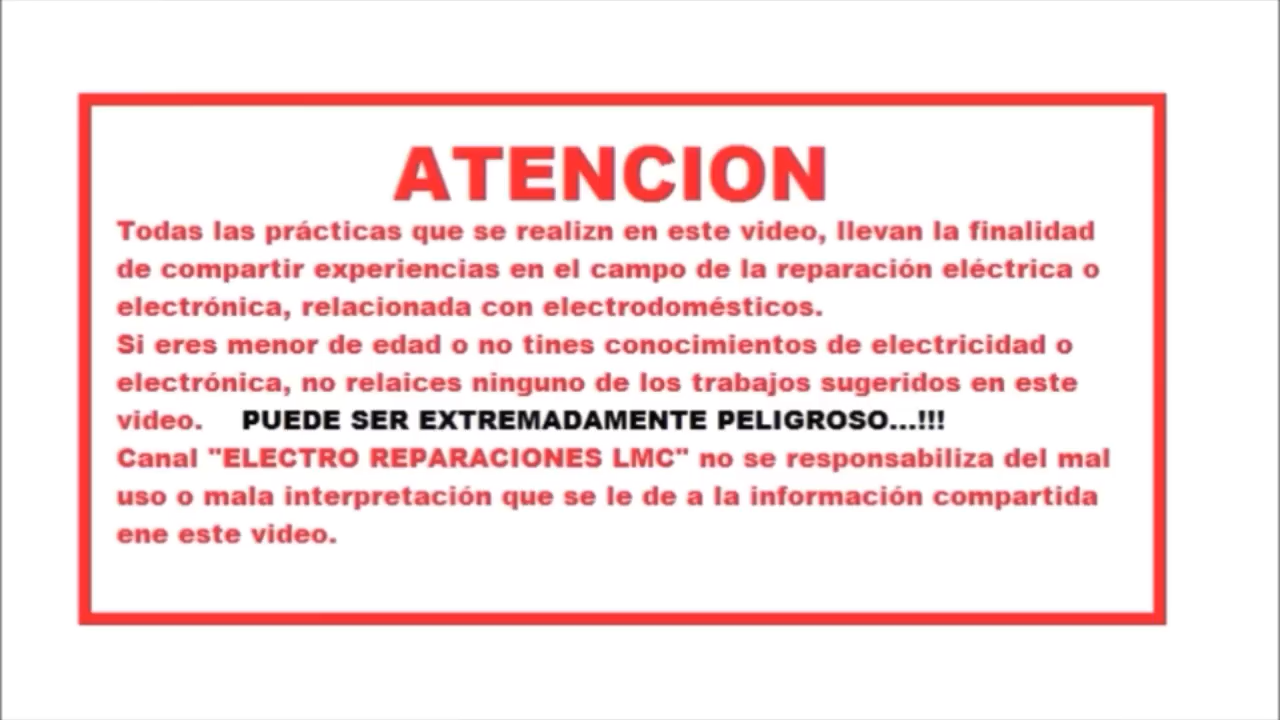 ATENCION
Todas las prácticas que se realizn en este video, llevan la finalidad
de compartir experiencias en el campo de la reparación eléctrica o
electrónica, relacionada con electrodomésticos.
Si eres menor de edad o no tines conocimientos de electricidad o
electrónica, no relaices ninguno de los trabajos sugeridos en este
video. PUEDE SER EXTREMADAMENTE PELIGROSO...!!!
Canal "ELECTRO REPARACIONES LMC" no se responsabiliza del mal
uso o mala interpretación que se le de a la información compartida
ene este video.